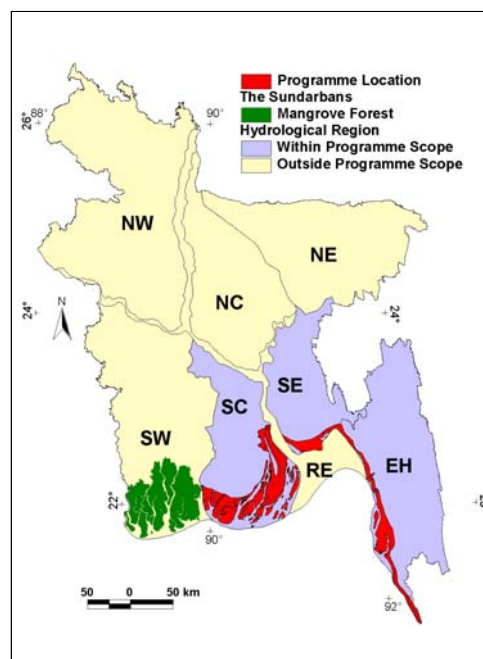 Programme Location
The Sundarbans
Mangrove Forest
Hydrological Region
Within Programme Scope
Outside Programme Scope
88°
26°
90°
NW
NE
NC
24°
24°
N
SE
SC
SW
RE
EH
22°
90°
92°
50 0 50 km